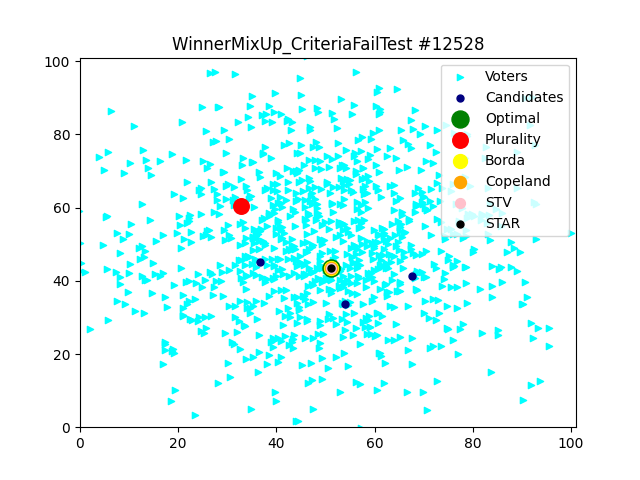 WinnerMixUp_CriteriaFailTest #12528
100
80
60
40
20
0
0 20 40 60 80 100
Voters
Candidates
Optimal
Plurality
Borda
Copeland
STV
STAR